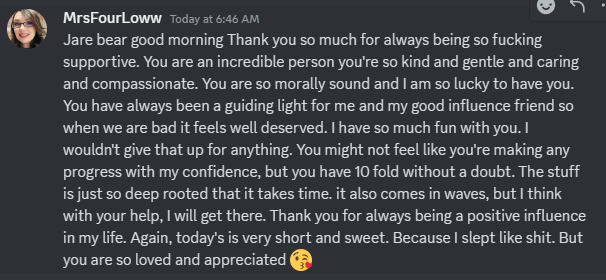 MrsFourLoww Today at 6:46 AM
Jare bear good morning Thank you so much for always being so fucking
supportive. You are an incredible person you're so kind and gentle and caring
and compassionate. You are so morally sound and I am so lucky to have you.
You have always been a guiding light for me and my good influence friend so
when we are bad it feels well deserved. I have so much fun with you. I
wouldn't give that up for anything. You might not feel like you're making any
progress with my confidence, but you have 10 fold without a doubt. The stuff
is just so deep rooted that it takes time. it also comes in waves, but I think
with your help, I will get there. Thank you for always being a positive influence
in my life. Again, today's is very short and sweet. Because I slept like shit. But
you are so loved and appreciated 😘